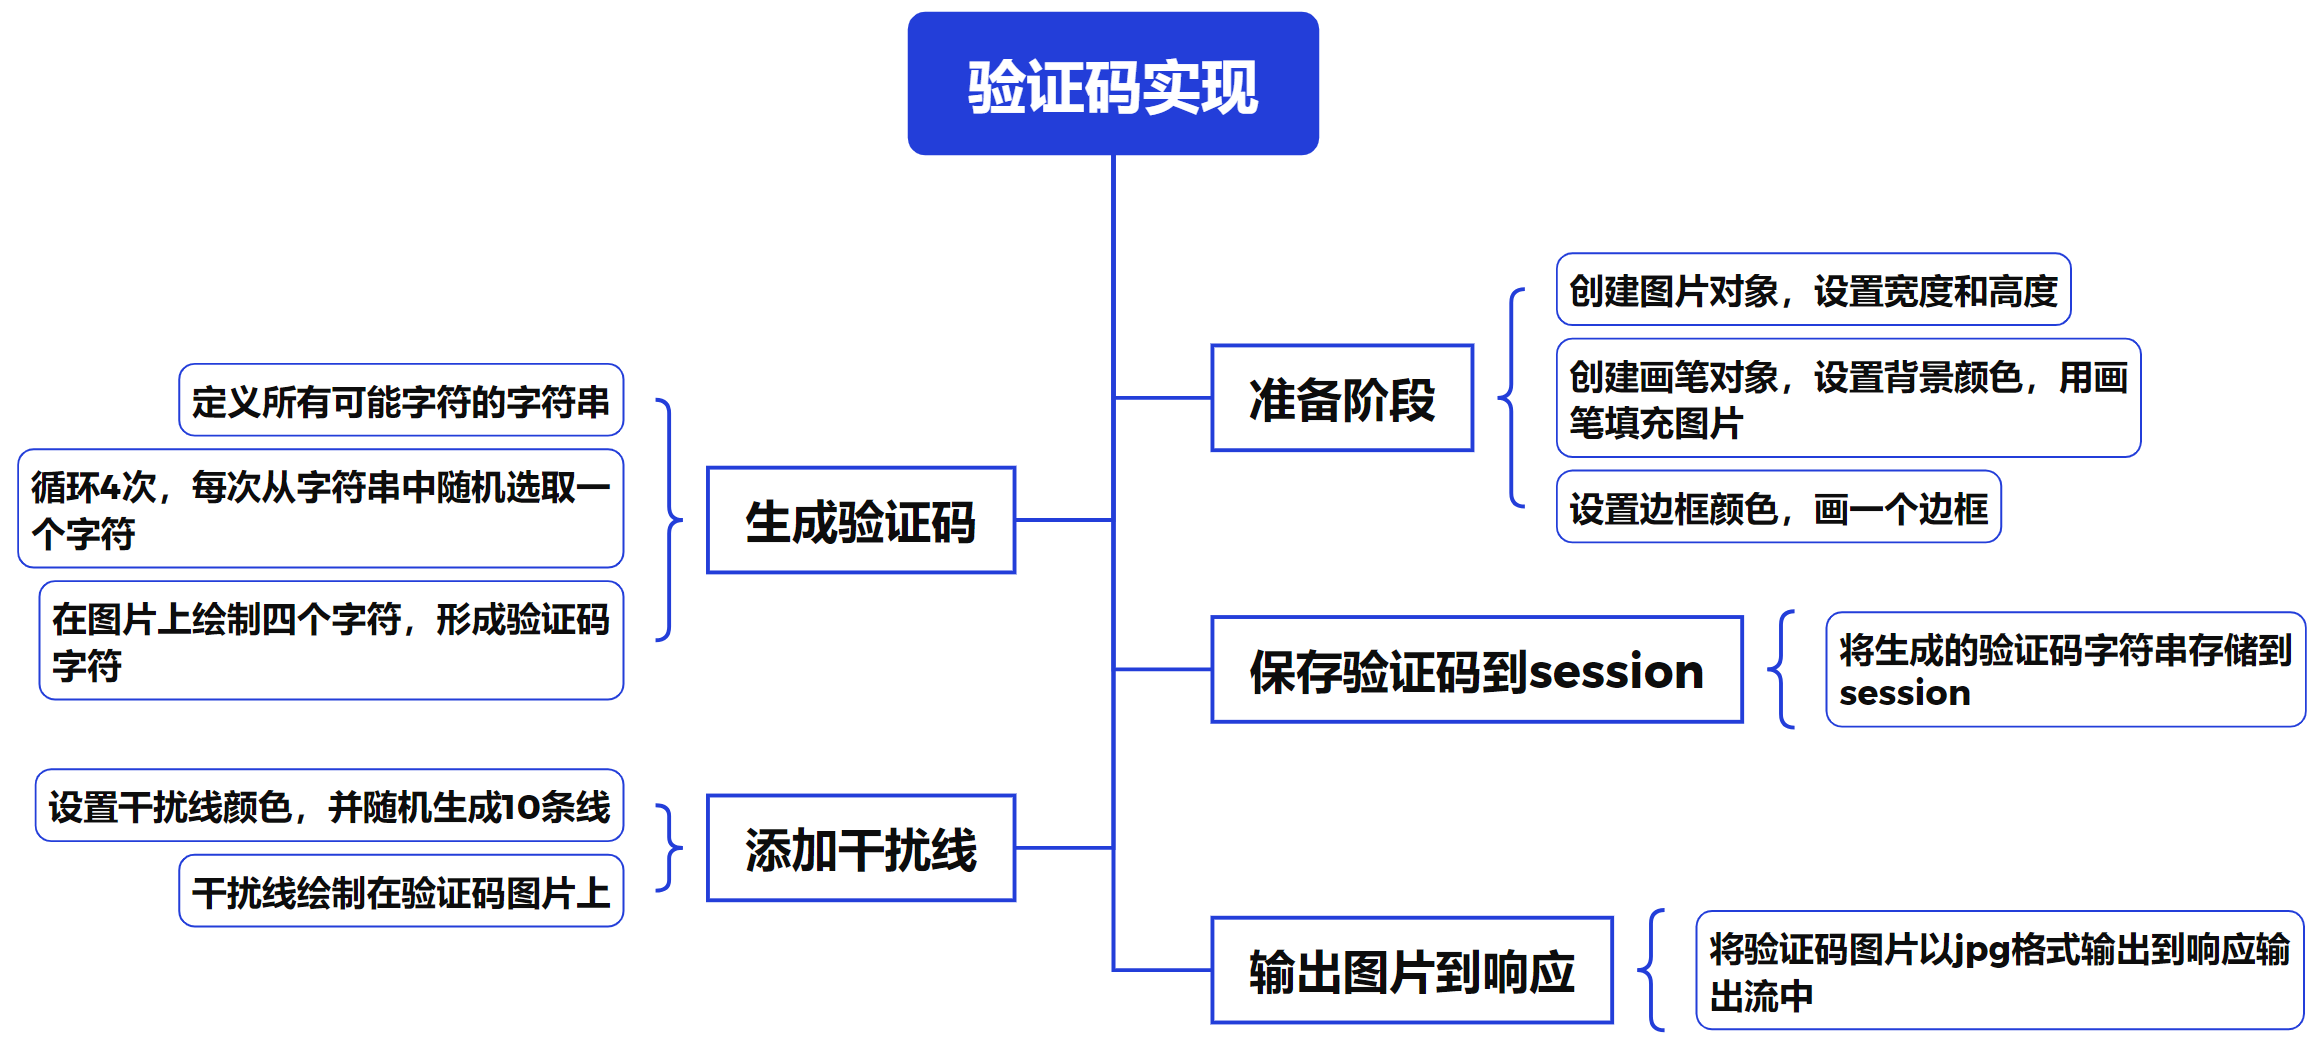 验证码实现
准备阶段
创建图片对象，设置宽度和高度
创建画笔对象，设置背景颜色，用画
笔填充图片
设置边框颜色，画一个边框
生成验证码
定义所有可能字符的字符串
循环4次，每次从字符串中随机选取一
个字符
在图片上绘制四个字符，形成验证码
字符
保存验证码到session
将生成的验证码字符串存储到
session
添加干扰线
设置干扰线颜色，并随机生成10条线
干扰线绘制在验证码图片上
输出图片到响应
将验证码图片以jpg格式输出到响应输
出流中